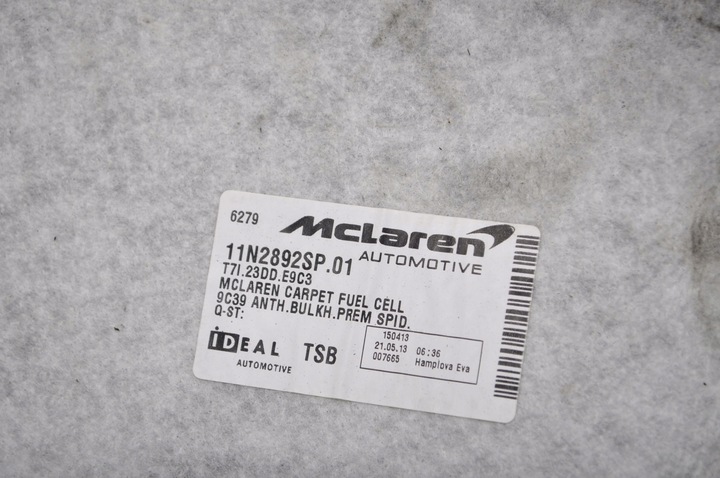 6279
McLaren
AUTOMOTIVE
11N2892SP.01
T7I.23DD.E9C3
MCLAREN CARPET FUEL CELL
9C39 ANTH.BULKH.PREM SPID.
Q-ST:
IDEAL TSB
AUTOMOTIVE
150413
21.05.13 06:36
007665 Hamplova Eva